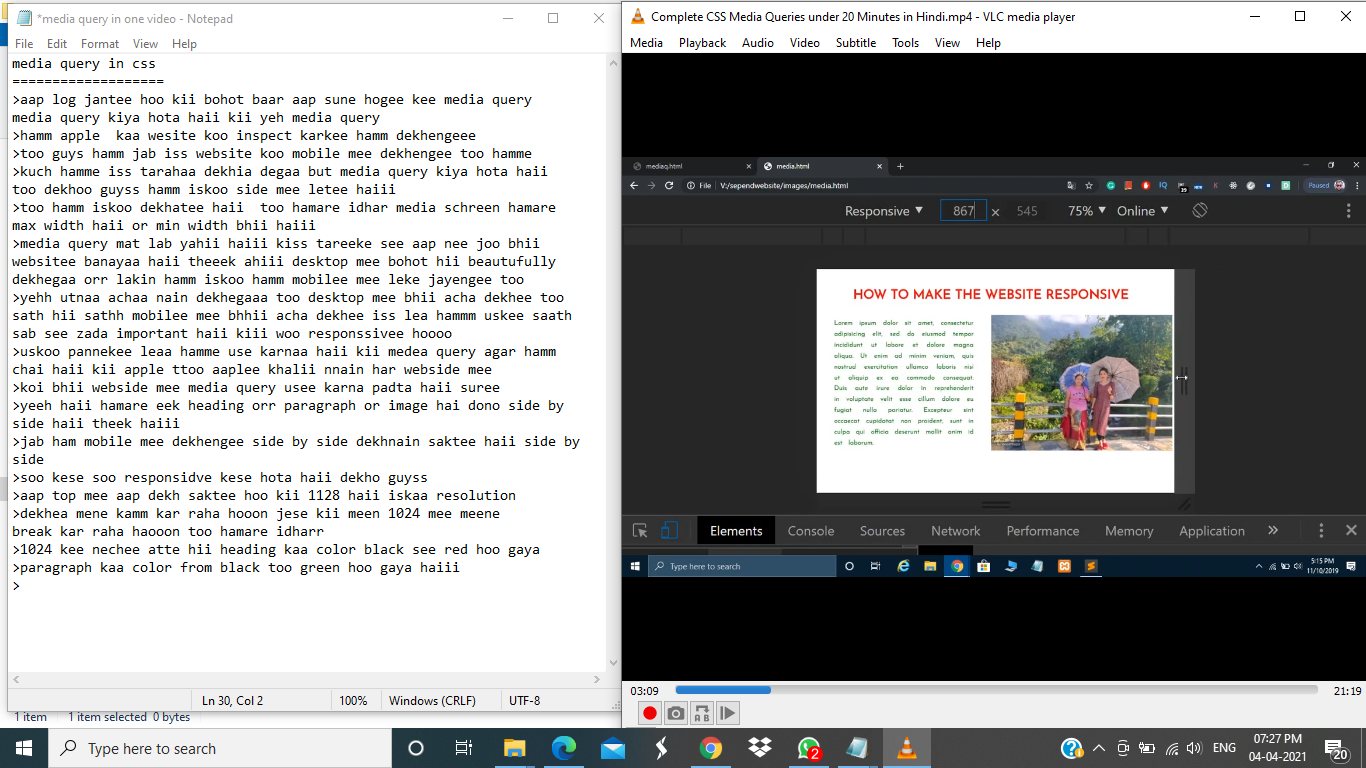 *media query in one video - Notepad
File Edit Format View Help
media query in css
===================
>aap log jantee hoo kii bohot baar aap sune hogee kee media query
media query kiya hota haii kii yeh media query
>hamm apple  kaa wesite koo inspect karkee hamm dekhengeee
>too guys hamm jab iss website koo mobile mee dekhengee too hamme
>kuch hamme iss tarahaa dekhia degaa but media query kiya hota haii
too dekhoo guyss hamm iskoo side mee letee haiii
>too hamm iskoo dekhatee haii  too hamare idhar media schreen hamare
max width haii or min width bhii haiii
>media query mat lab yahii haiii kiss tareeke see aap nee joo bhii
websitee banayaa haii theeek ahiii desktop mee bohot hii beautufully
dekhegaa orr lakin hamm iskoo hamm mobilee mee leke jayengee too
>yehh utnaa achaa nain dekhegaaa too desktop mee bhii acha dekhee too
sath hii sathh mobilee mee bhhii acha dekhee iss lea hammm uskee saath
sab see zada important haii kiii woo responssivee hoooo
>uskoo pannekee leaa hamme use karnaa haii kii medea query agar hamm
chai haii kii apple ttoo aaplee khalii nnain har webside mee
>koi bhii webside mee media query usee karna padta haii suree
>yeeh haii hamare eek heading orr paragraph or image hai dono side by
side haii theek haiii
>jab ham mobile mee dekhengee side by side dekhnain saktee haii side by
side
>soo kese soo responsidve kese hota haii dekho guyss
>aap top mee aap dekh saktee hoo kii 1128 haii iskaa resolution
>dekhea mene kamm kar raha hooon jese kii meen 1024 mee meene
break kar raha haooon too hamare idharr
>1024 kee nechee atte hii heading kaa color black see red hoo gaya
>paragraph kaa color from black too green hoo gaya haiii
>
Ln 30, Col 2 100% Windows (CRLF) UTF-8
1 item 1 item selected 0 bytes
Complete CSS Media Queries under 20 Minutes in Hindi.mp4 - VLC media player
Media Playback Audio Video Subtitle Tools View Help
mediaq.html media.html
File V:/sependwebsite/images/media.html Paused
Responsive 867 x 545 75% Online
HOW TO MAKE THE WEBSITE RESPONSIVE
Lorem ipsum dolor sit amet, consectetur
adipisicing elit, sed do eiusmod tempor
incididunt ut labore et dolore magna
aliqua. Ut enim ad minim veniam, quis
nostrud exercitation ullamco laboris nisi
ut aliquip ex ea commodo consequat.
Duis aute irure dolor in reprehenderit
in voluptate velit esse cillum dolore eu
fugiat nulla pariatur. Excepteur sint
occaecat cupidatat non proident, sunt in
culpa qui officia deserunt mollit anim id
est laborum.
Elements Console Sources Network Performance Memory Application
Type here to search 5:15 PM
11/10/2019
03:09 21:19
Type here to search 2 ENG 07:27 PM
04-04-2021 20